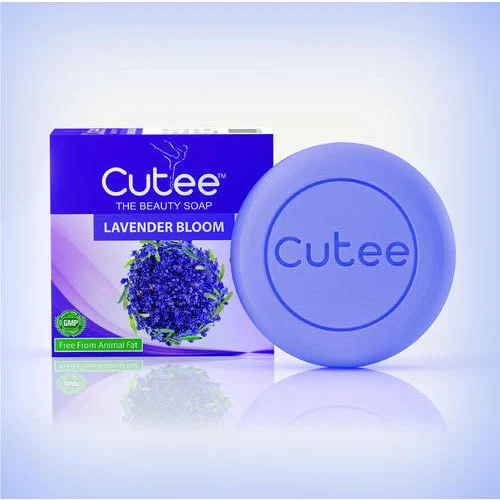 Cutee™
THE BEAUTY SOAP
LAVENDER BLOOM
GMP
Free From Animal Fat
Cutee